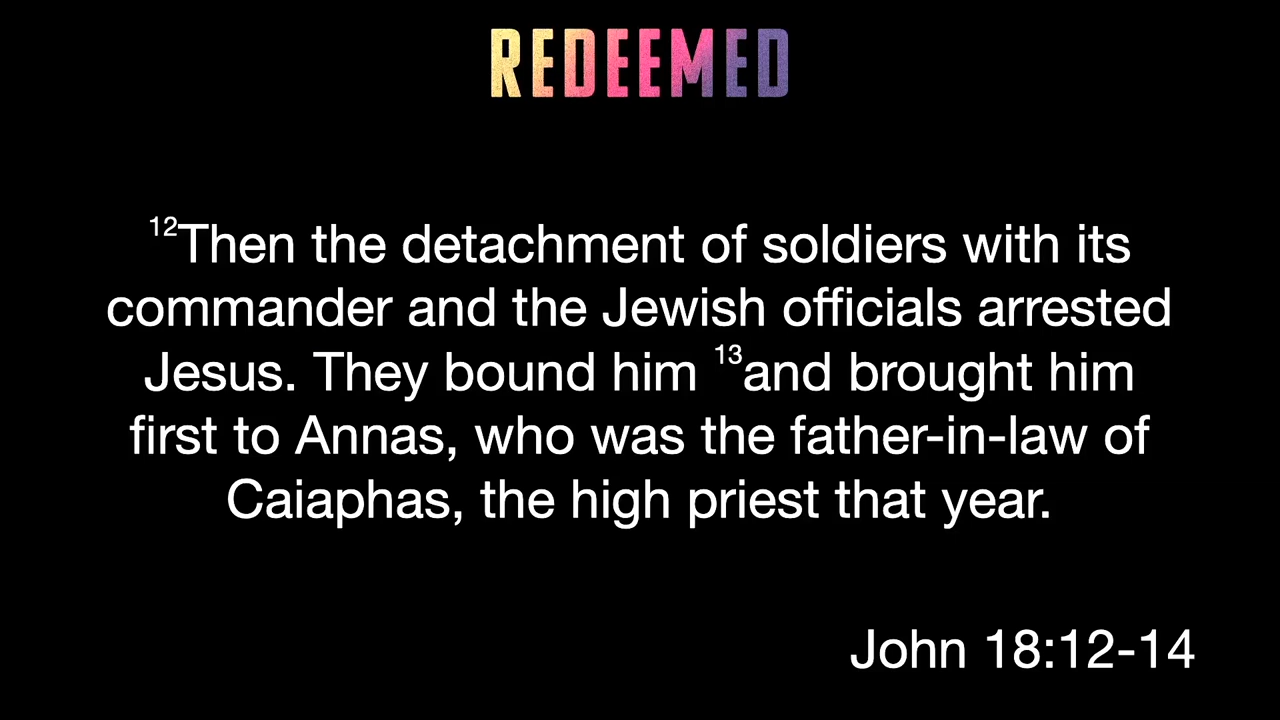 REDEEMED
12Then the detachment of soldiers with its
commander and the Jewish officials arrested
Jesus. They bound him 13and brought him
first to Annas, who was the father-in-law of
Caiaphas, the high priest that year.
John 18:12-14